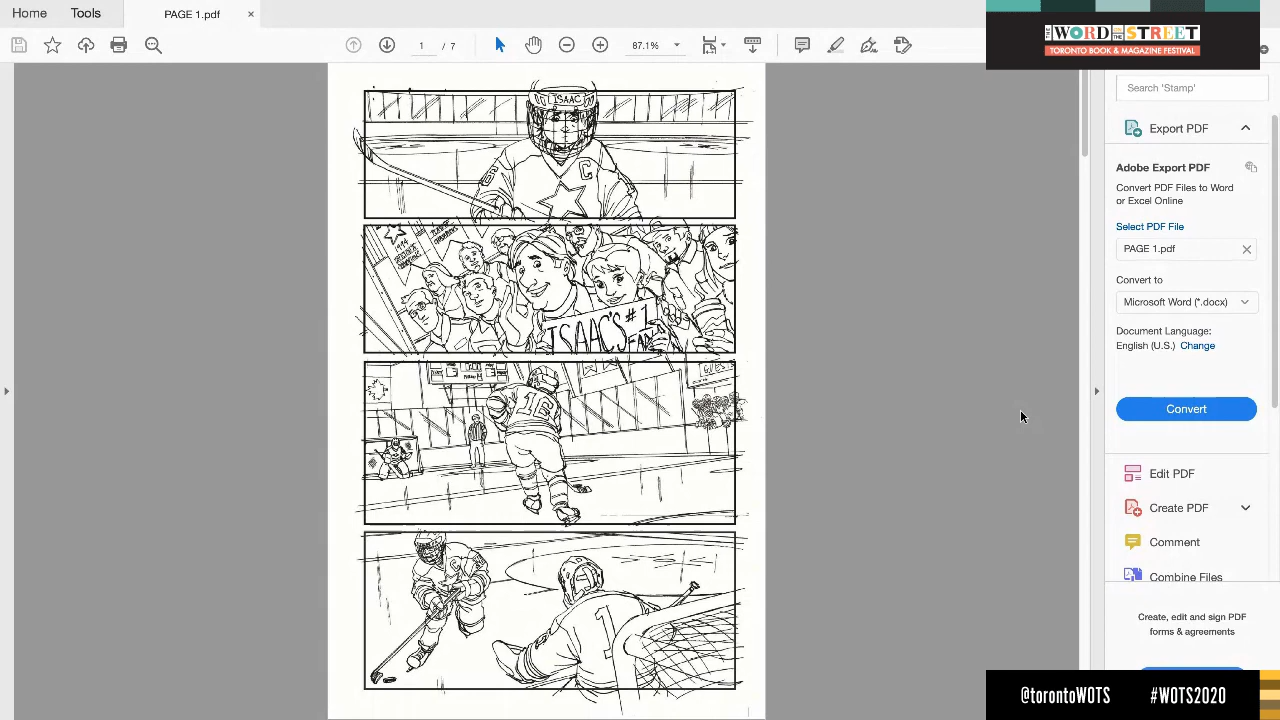 Home
Tools
PAGE 1.pdf
1 / 7
87.1%
THE WORD ON THE STREET
TORONTO BOOK & MAGAZINE FESTIVAL
Search 'Stamp'
Export PDF
Adobe Export PDF
Convert PDF Files to Word
or Excel Online
Select PDF File
PAGE 1.pdf
Convert to
Microsoft Word (*.docx)
Document Language:
English (U.S.) Change
Convert
Edit PDF
Create PDF
Comment
Combine Files
Create, edit and sign PDF
forms & agreements
@torontoWOTS
#WOTS2020
ISAAC
C
ISAAC'S #1
16
1